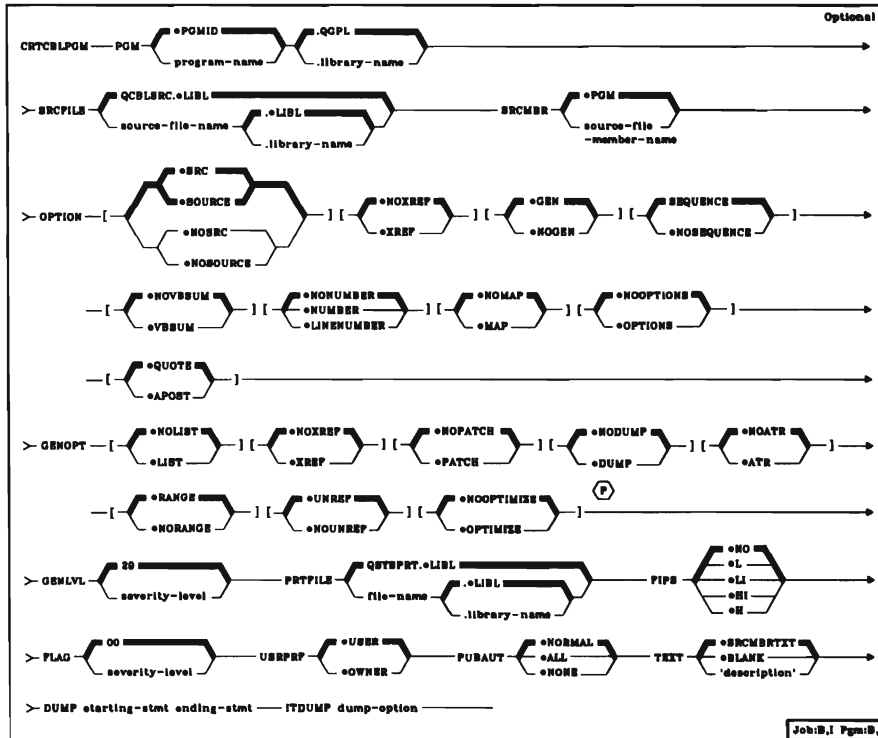 Optional
CRTCBLPGM PGM *PGMID .QGPL
program-name .library-name
SRCFILE QCBLSRC.*LIBL SRCMBR *PGM
source-file-name .*LIBL source-file
.library-name -member-name
*SRC
OPTION [ *SOURCE ] [ *NOXREF ] [ *GEN ] [ SEQUENCE ]
*NOSRC *XREF *NOGEN *NOSEQUENCE
*NOSOURCE
[ *NOVBSUM ] [ *NONUMBER ] [ *NOMAP ] [ *NOOPTIONS ]
*VBSUM *NUMBER *MAP *OPTIONS
*LINENUMBER
[ *QUOTE ]
*APOST
GENOPT [ *NOLIST ] [ *NOXREF ] [ *NOPATCH ] [ *NODUMP ] [ *NOATR ]
*LIST *XREF *PATCH *DUMP *ATR
[ *RANGE ] [ *UNREF ] [ *NOOPTIMIZE ] P
*NORANGE *NOUNREF *OPTIMIZE
GENLVL 29 PRTFILE QSYSPRT.*LIBL FIPS *NO
severity-level file-name .*LIBL *L
.library-name *LI
*HI
*H
FLAG 00 USRPRF *USER PUBAUT *NORMAL TEXT *SRCMBRTXT
severity-level *OWNER *ALL *BLANK
*NONE 'description'
DUMP starting-stmt ending-stmt ITDUMP dump-option
Job:B,I Pgm:B,